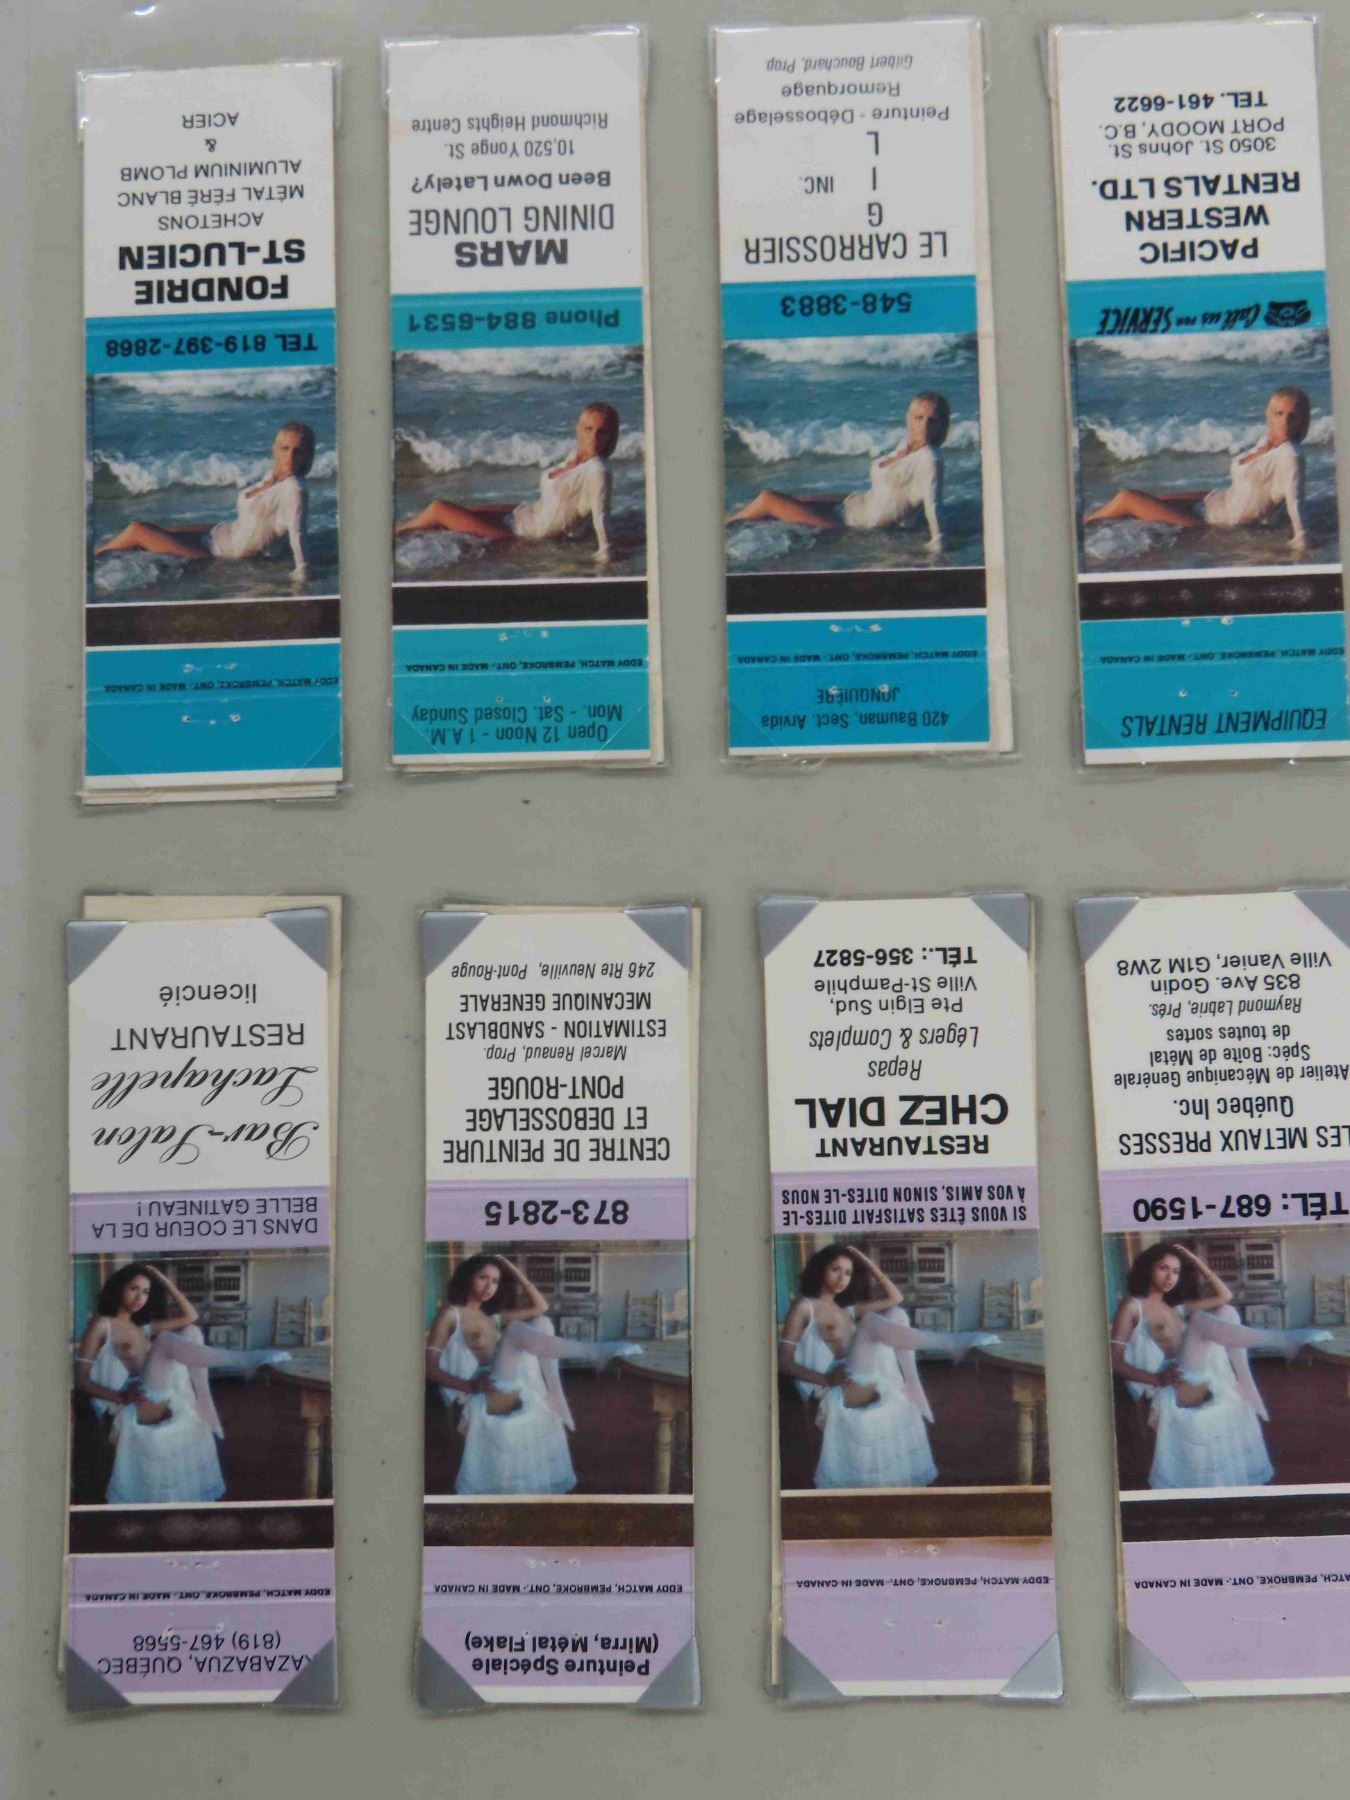 ACIER
&
ALUMINIUM PLOMB
MÉTAL FÉRÉ BLANC
ACHETONS
FONDRIE
ST-LUCIEN
TEL 819-397-2868
EDDY MATCH, PEMBROKE, ONT. - MADE IN CANADA
MARS
DINING LOUNGE
Been Down Lately?
10,520 Yonge St.
Richmond Heights Centre
Phone 884-6531
EDDY MATCH, PEMBROKE, ONT. - MADE IN CANADA
Open 12 Noon - 1 A.M.
Mon. - Sat. Closed Sunday
LE CARROSSIER
G
I INC.
L
Peinture - Débosselage
Remorquage
Gilbert Bouchard, Prop.
548-3883
EDDY MATCH, PEMBROKE, ONT. - MADE IN CANADA
420 Bauman, Sect. Arvida
JONQUIÈRE
PACIFIC
WESTERN
RENTALS LTD.
3050 St. Johns St.
PORT MOODY, B.C.
TEL. 461-6622
Call us FOR SERVICE
EDDY MATCH, PEMBROKE, ONT. - MADE IN CANADA
EQUIPMENT RENTALS
Bar-Salon
Lachapelle
RESTAURANT
licencié
DANS LE COEUR DE LA
BELLE GATINEAU !
EDDY MATCH, PEMBROKE, ONT. - MADE IN CANADA
KAZABAZUA, QUÉBEC
(819) 467-5568
CENTRE DE PEINTURE
ET DEBOSSELAGE
PONT-ROUGE
Marcel Renaud, Prop.
ESTIMATION - SANDBLAST
MECANIQUE GENERALE
246 Rte Neuville, Pont-Rouge
873-2815
EDDY MATCH, PEMBROKE, ONT. - MADE IN CANADA
Peinture Spéciale
(Mirra, Métal Flake)
RESTAURANT
CHEZ DIAL
Repas
Légers & Complets
Pte Elgin Sud,
Ville St-Pamphile
TÉL.: 356-5827
SI VOUS ÊTES SATISFAIT DITES-LE
À VOS AMIS, SINON DITES-LE NOUS
EDDY MATCH, PEMBROKE, ONT. - MADE IN CANADA
LES METAUX PRESSES
Québec Inc.
Atelier de Mécanique Générale
Spéc: Boîte de Métal
de toutes sortes
Raymond Labrie, Prés.
835 Ave. Godin
Ville Vanier, G1M 2W8
TÉL: 687-1590
MATCH, PEMBROKE, ONT. - MADE IN CANADA